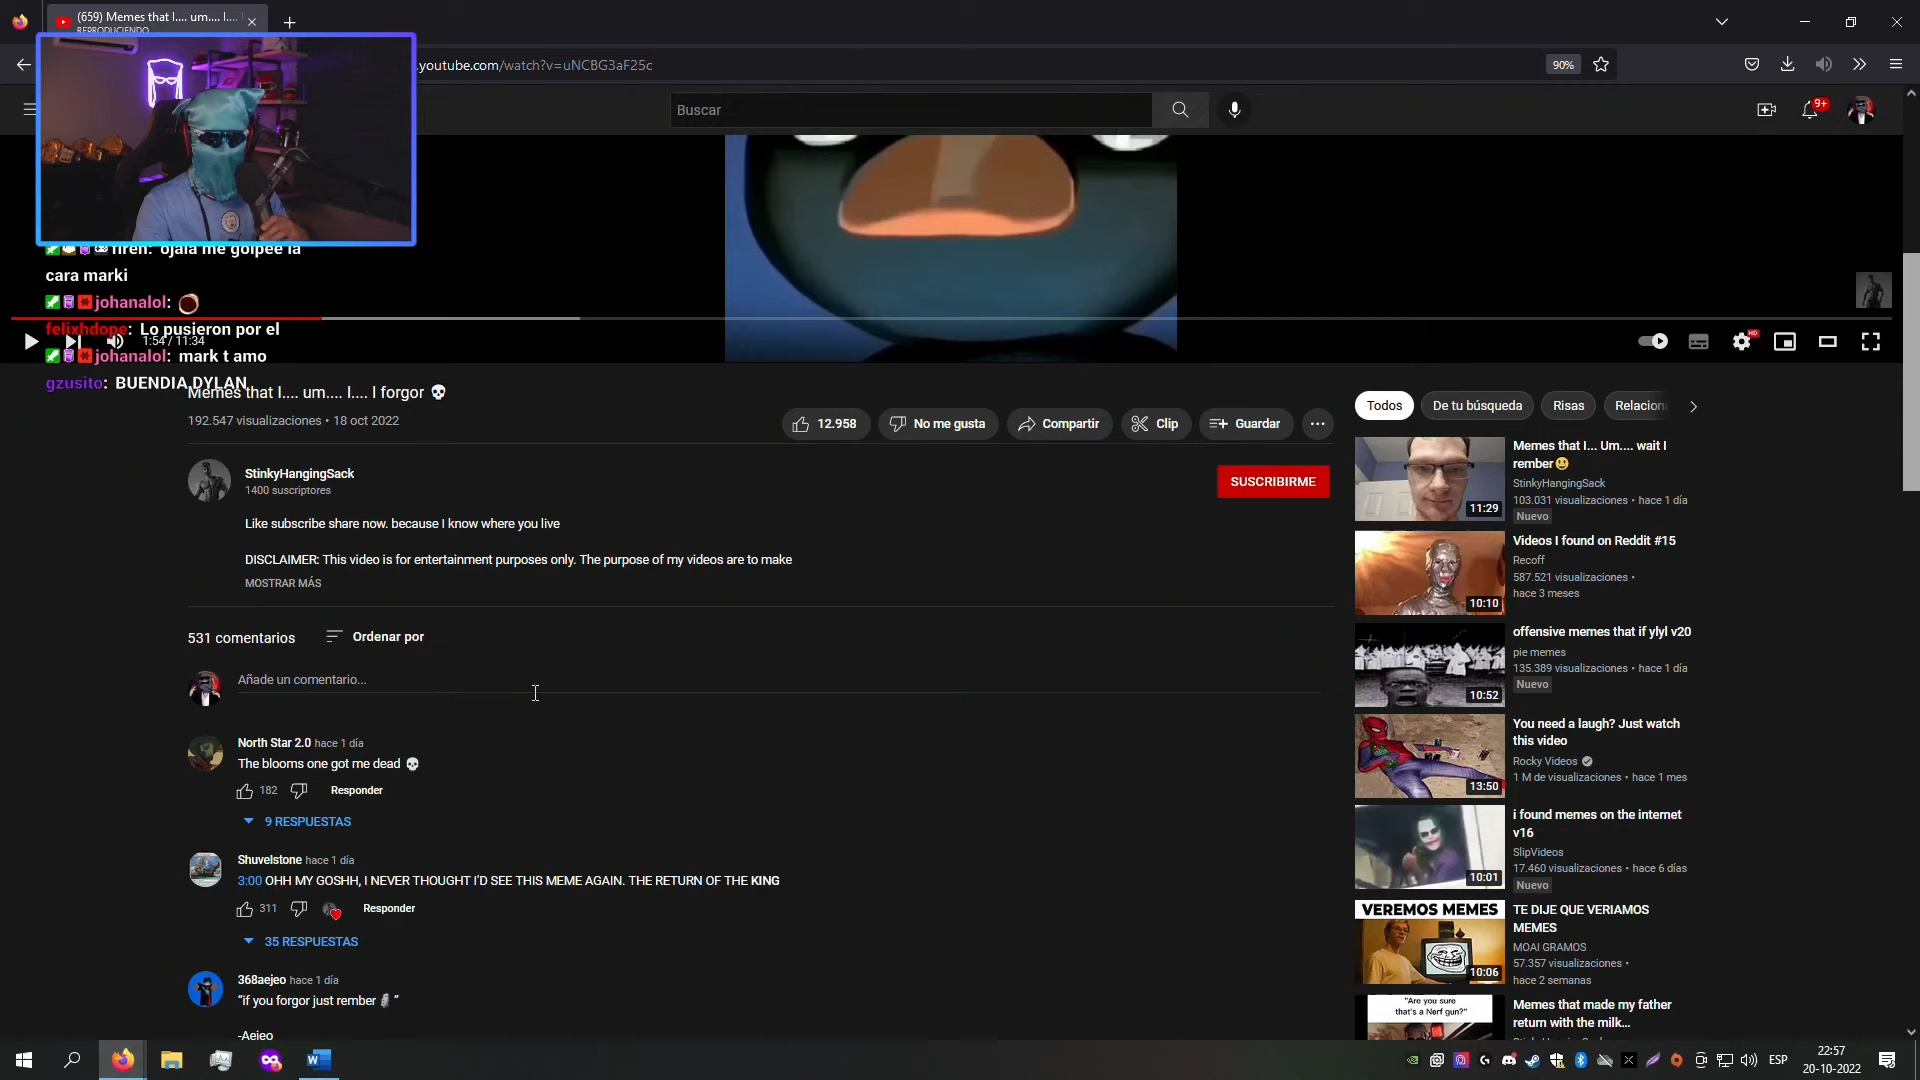 (659) Memes that I.... um.... I....
REPRODUCIENDO
.youtube.com/watch?v=uNCBG3aF25c
90%
Buscar
9+
firen: ojala me golpee la
cara marki
johanalol:
felixhdope: Lo pusieron por el
1:54 / 11:34
johanalol: mark t amo
gzusito: BUENDIA DYLAN
Memes that I.... um.... I.... I forgor 💀
192.547 visualizaciones • 18 oct 2022
12.958
No me gusta
Compartir
Clip
Guardar
StinkyHangingSack
1400 suscriptores
SUSCRIBIRME
Like subscribe share now. because I know where you live
DISCLAIMER: This video is for entertainment purposes only. The purpose of my videos are to make
MOSTRAR MÁS
531 comentarios
Ordenar por
Añade un comentario...
North Star 2.0 hace 1 día
The blooms one got me dead 💀
182
Responder
9 RESPUESTAS
Shuvelstone hace 1 día
3:00 OHH MY GOSHH, I NEVER THOUGHT I'D SEE THIS MEME AGAIN. THE RETURN OF THE KING
311
Responder
35 RESPUESTAS
368aejeo hace 1 día
"if you forgor just rember 🗿 "
-Aejeo
Todos
De tu búsqueda
Risas
Relacion
Memes that I... Um.... wait I
rember😃
StinkyHangingSack
103.031 visualizaciones • hace 1 día
Nuevo
11:29
Videos I found on Reddit #15
Recoff
587.521 visualizaciones •
hace 3 meses
10:10
offensive memes that if ylyl v20
pie memes
135.389 visualizaciones • hace 1 día
Nuevo
10:52
You need a laugh? Just watch
this video
Rocky Videos
1 M de visualizaciones • hace 1 mes
13:50
i found memes on the internet
v16
SlipVideos
17.460 visualizaciones • hace 6 días
Nuevo
10:01
VEREMOS MEMES
TE DIJE QUE VERIAMOS
MEMES
MOAI GRAMOS
57.357 visualizaciones •
hace 2 semanas
10:06
"Are you sure
that's a Nerf gun?"
Memes that made my father
return with the milk...
ESP
22:57
20-10-2022